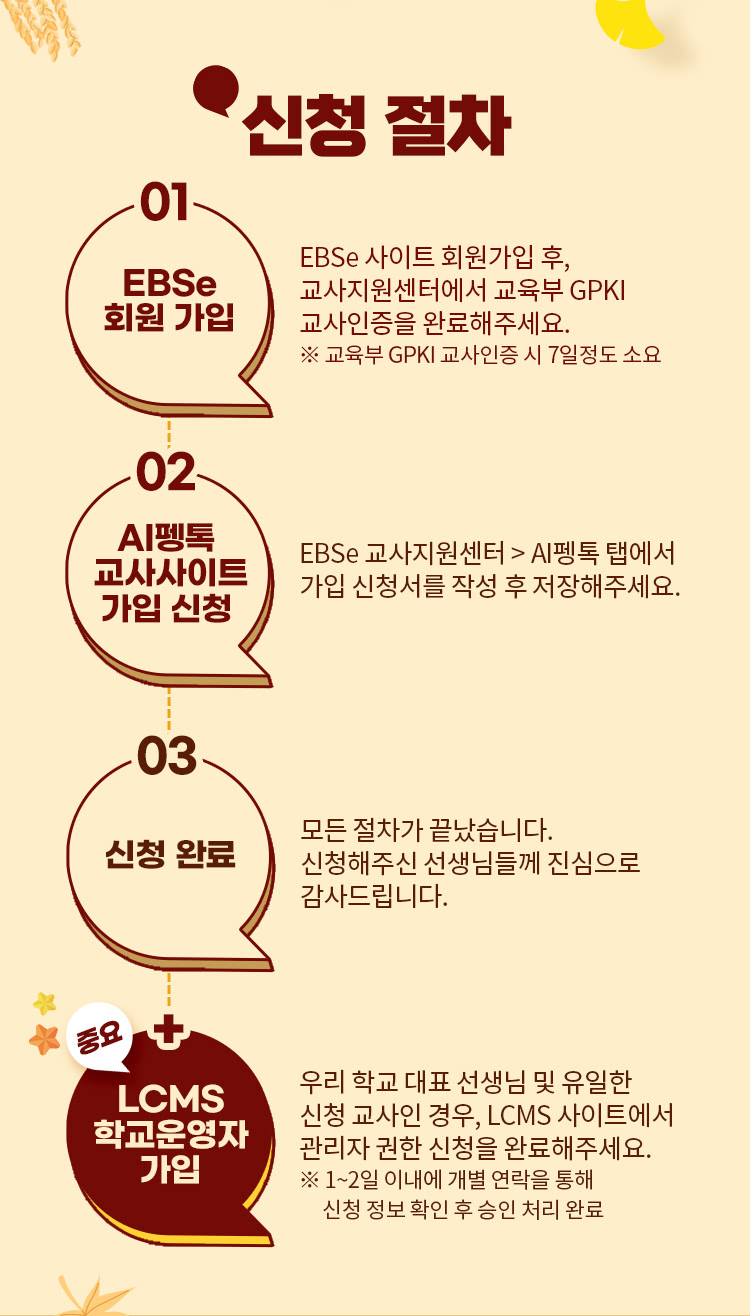 신청 절차
01
EBSe
회원 가입
EBSe 사이트 회원가입 후,
교사지원센터에서 교육부 GPKI
교사인증을 완료해주세요.
※ 교육부 GPKI 교사인증 시 7일정도 소요
02
AI펭톡
교사사이트
가입 신청
EBSe 교사지원센터 > AI펭톡 탭에서
가입 신청서를 작성 후 저장해주세요.
03
신청 완료
모든 절차가 끝났습니다.
신청해주신 선생님들께 진심으로
감사드립니다.
중요
+
LCMS
학교운영자
가입
우리 학교 대표 선생님 및 유일한
신청 교사인 경우, LCMS 사이트에서
관리자 권한 신청을 완료해주세요.
※ 1~2일 이내에 개별 연락을 통해
신청 정보 확인 후 승인 처리 완료